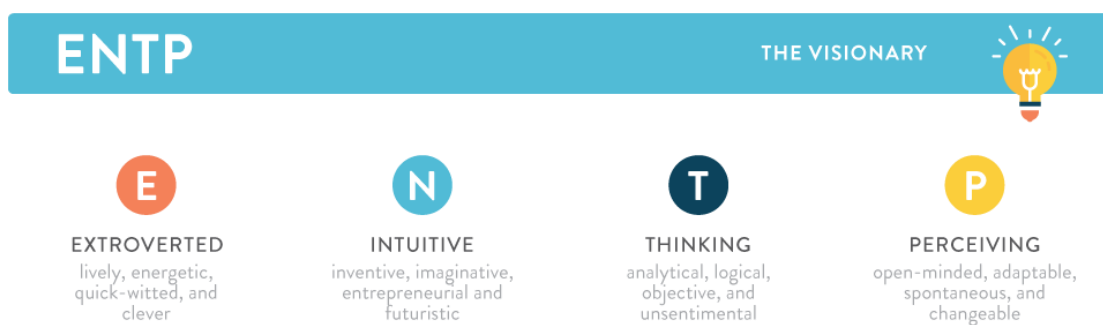 ENTP
THE VISIONARY
E
N
T
P
EXTROVERTED
lively, energetic,
quick-witted, and
clever
INTUITIVE
inventive, imaginative,
entrepreneurial and
futuristic
THINKING
analytical, logical,
objective, and
unsentimental
PERCEIVING
open-minded, adaptable,
spontaneous, and
changeable